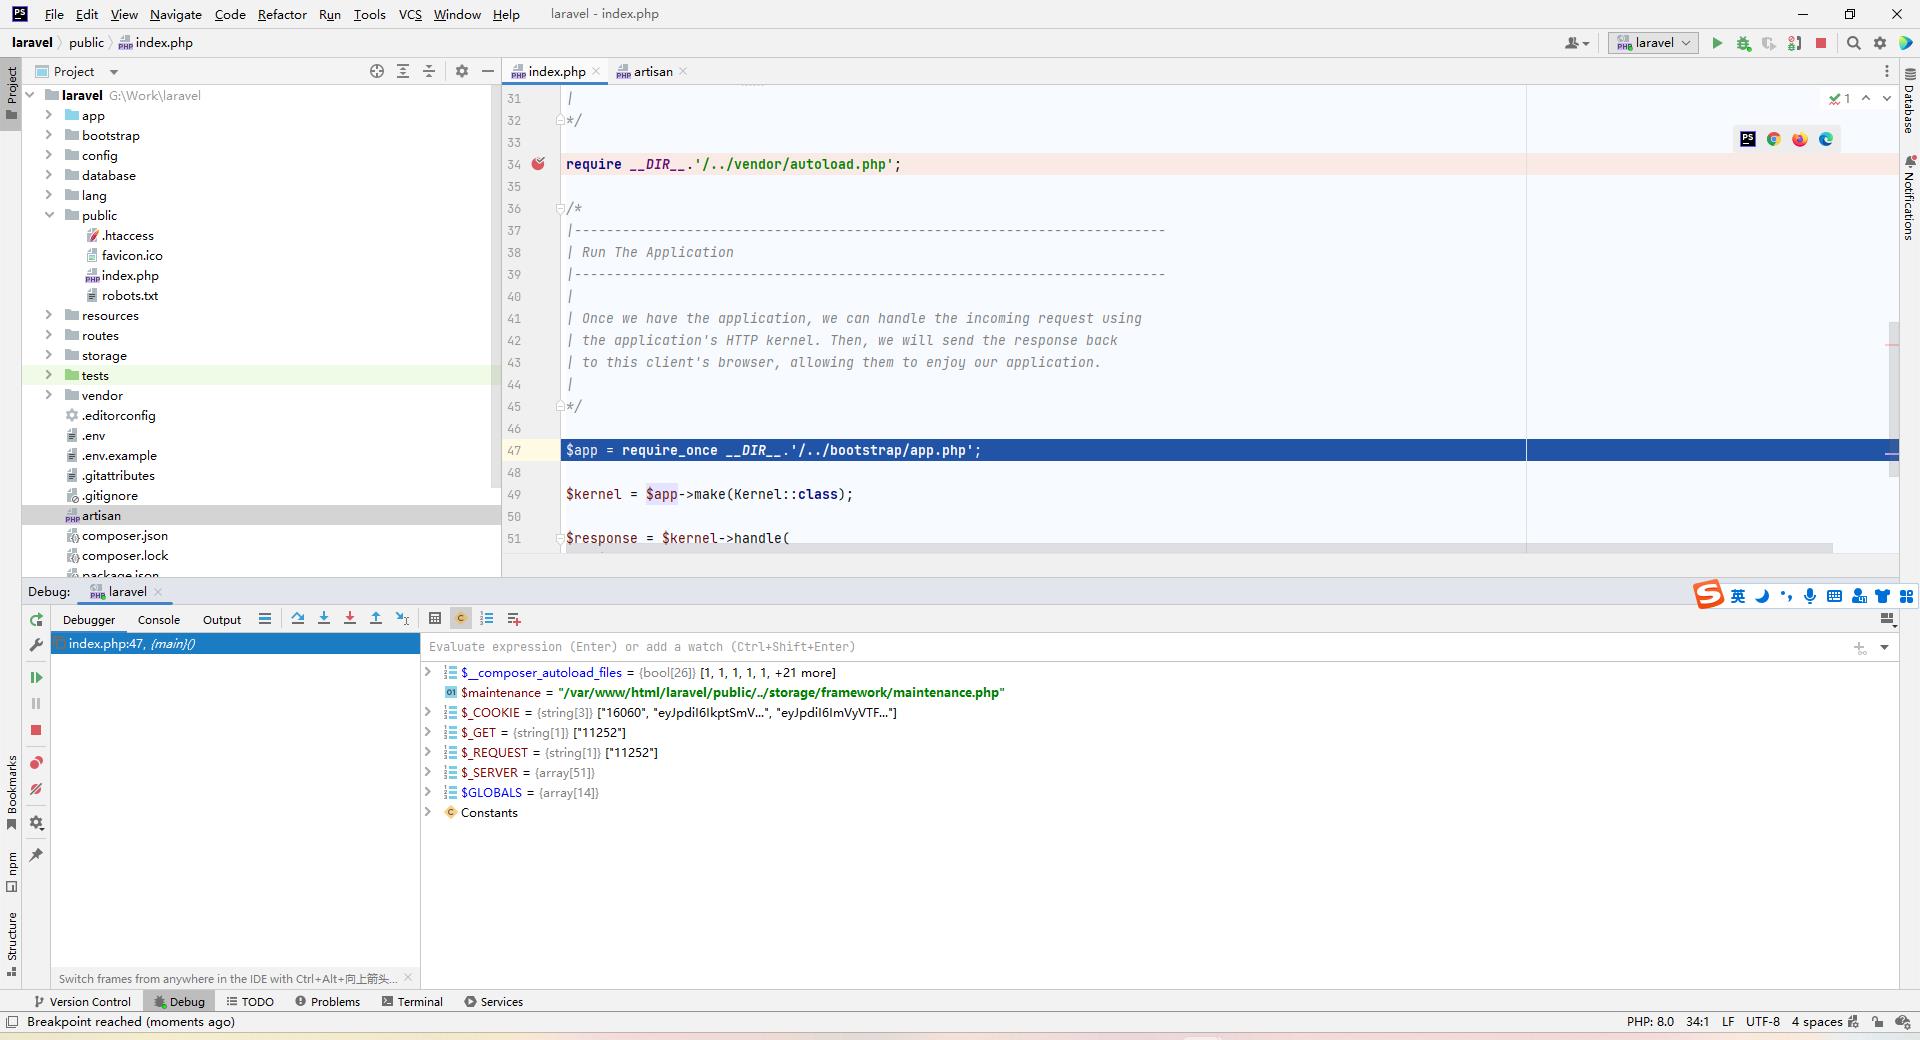 File Edit View Navigate Code Refactor Run Tools VCS Window Help laravel - index.php
laravel public index.php laravel
Project
Project
index.php artisan
laravel G:\Work\laravel
app
bootstrap
config
database
lang
public
.htaccess
favicon.ico
index.php
robots.txt
resources
routes
storage
tests
vendor
.editorconfig
.env
.env.example
.gitattributes
.gitignore
artisan
composer.json
composer.lock
package.json
31 |
32 */
33
34 require __DIR__.'/../vendor/autoload.php';
35
36 /*
37 |--------------------------------------------------------------------------
38 | Run The Application
39 |--------------------------------------------------------------------------
40 |
41 | Once we have the application, we can handle the incoming request using
42 | the application's HTTP kernel. Then, we will send the response back
43 | to this client's browser, allowing them to enjoy our application.
44 |
45 */
46
47 $app = require_once __DIR__.'/../bootstrap/app.php';
48
49 $kernel = $app->make(Kernel::class);
50
51 $response = $kernel->handle(
1
Database
Notifications
Debug: laravel
英
Debugger Console Output
index.php:47, {main}()
Evaluate expression (Enter) or add a watch (Ctrl+Shift+Enter)
$__composer_autoload_files = {bool[26]} [1, 1, 1, 1, 1, +21 more]
$maintenance = "/var/www/html/laravel/public/../storage/framework/maintenance.php"
$_COOKIE = {string[3]} ["16060", "eyJpdiI6IkptSmV...", "eyJpdiI6ImVyVTF..."]
$_GET = {string[1]} ["11252"]
$_REQUEST = {string[1]} ["11252"]
$_SERVER = {array[51]}
$GLOBALS = {array[14]}
Constants
Bookmarks
npm
Structure
Switch frames from anywhere in the IDE with Ctrl+Alt+向上箭头...
Version Control Debug TODO Problems Terminal Services
Breakpoint reached (moments ago) PHP: 8.0 34:1 LF UTF-8 4 spaces